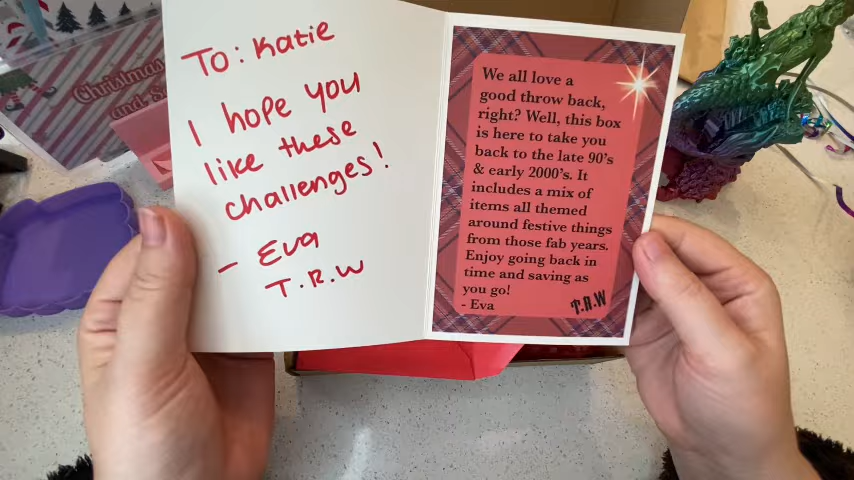 To: Katie
I hope you
like these
challenges!
- Eva
T.R.W
We all love a
good throw back,
right? Well, this box
is here to take you
back to the late 90's
& early 2000's. It
includes a mix of
items all themed
around festive things
from those fab years.
Enjoy going back in
time and saving as
you go!
- Eva
T.R.W
Christmas
and S